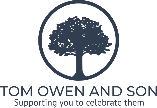 TOM OWEN AND SON
Supporting you to celebrate them